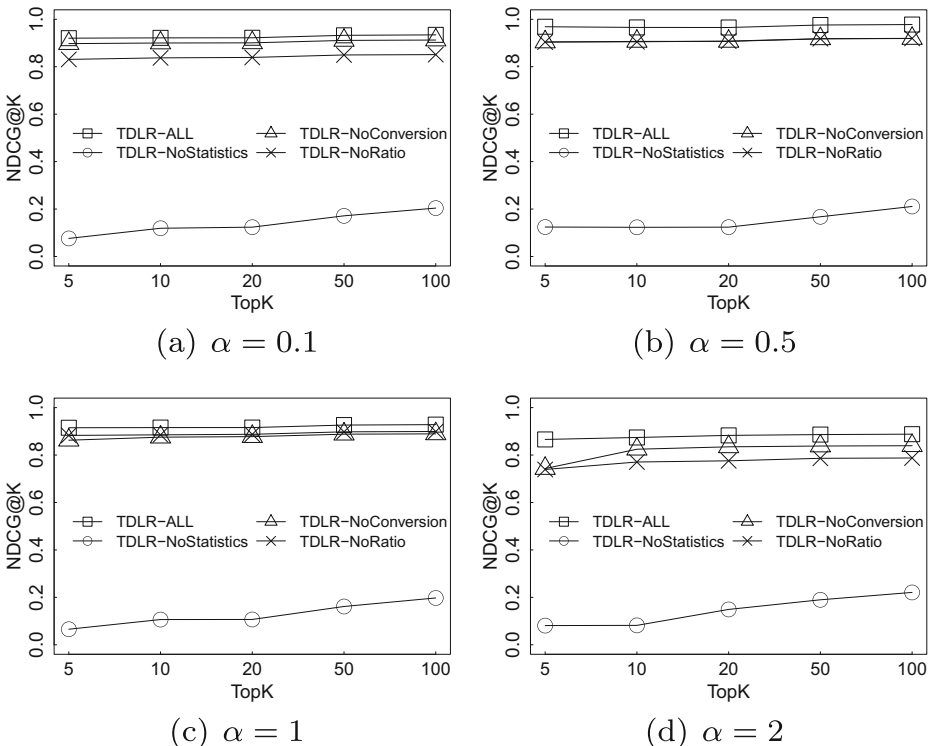 NDCG@K
0.0 0.2 0.4 0.6 0.8 1.0
TDLR−ALL
TDLR−NoStatistics
TDLR−NoConversion
TDLR−NoRatio
5 10 20 50 100
TopK
(a) α = 0.1
NDCG@K
0.0 0.2 0.4 0.6 0.8 1.0
TDLR−ALL
TDLR−NoStatistics
TDLR−NoConversion
TDLR−NoRatio
5 10 20 50 100
TopK
(b) α = 0.5
NDCG@K
0.0 0.2 0.4 0.6 0.8 1.0
TDLR−ALL
TDLR−NoStatistics
TDLR−NoConversion
TDLR−NoRatio
5 10 20 50 100
TopK
(c) α = 1
NDCG@K
0.0 0.2 0.4 0.6 0.8 1.0
TDLR−ALL
TDLR−NoStatistics
TDLR−NoConversion
TDLR−NoRatio
5 10 20 50 100
TopK
(d) α = 2